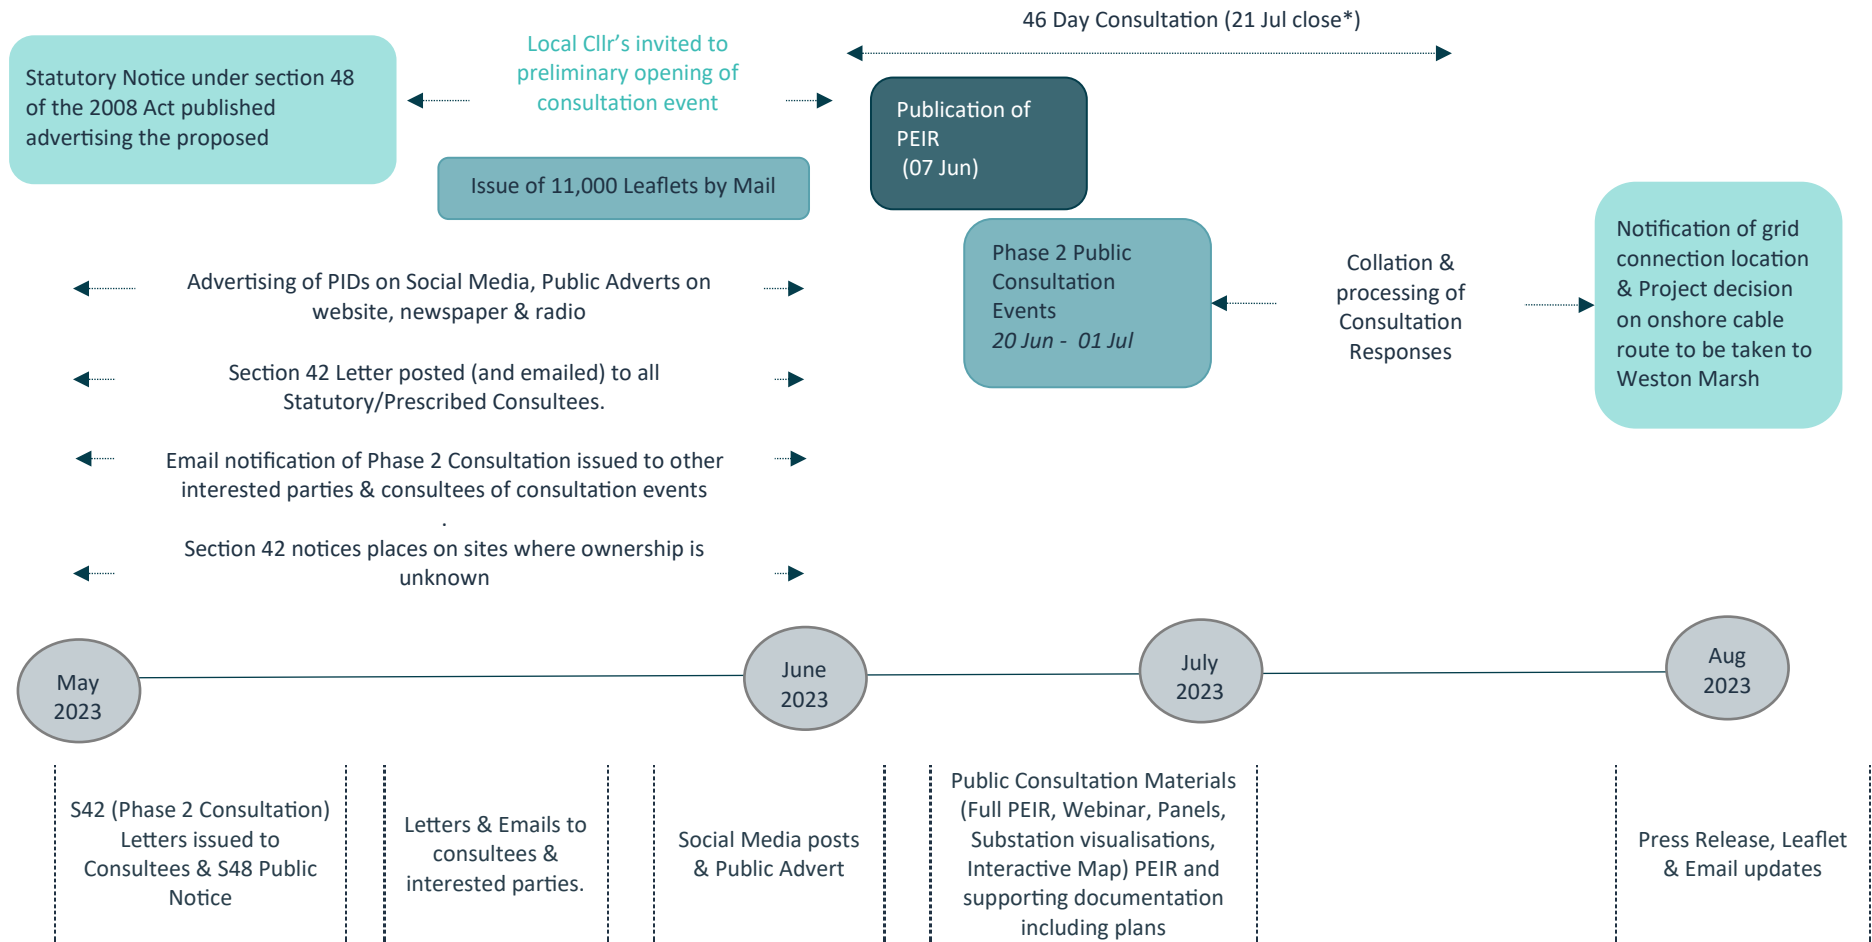 46 Day Consultation (21 Jul close*)
Statutory Notice under section 48
of the 2008 Act published
advertising the proposed
Local Cllr's invited to
preliminary opening of
consultation event
Issue of 11,000 Leaflets by Mail
Publication of
PEIR
(07 Jun)
Phase 2 Public
Consultation
Events
20 Jun - 01 Jul
Collation &
processing of
Consultation
Responses
Notification of grid
connection location
& Project decision
on onshore cable
route to be taken to
Weston Marsh
Advertising of PIDs on Social Media, Public Adverts on
website, newspaper & radio
Section 42 Letter posted (and emailed) to all
Statutory/Prescribed Consultees.
Email notification of Phase 2 Consultation issued to other
interested parties & consultees of consultation events
.
Section 42 notices places on sites where ownership is
unknown
May
2023
June
2023
July
2023
Aug
2023
S42 (Phase 2 Consultation)
Letters issued to
Consultees & S48 Public
Notice
Letters & Emails to
consultees &
interested parties.
Social Media posts
& Public Advert
Public Consultation Materials
(Full PEIR, Webinar, Panels,
Substation visualisations,
Interactive Map) PEIR and
supporting documentation
including plans
Press Release, Leaflet
& Email updates